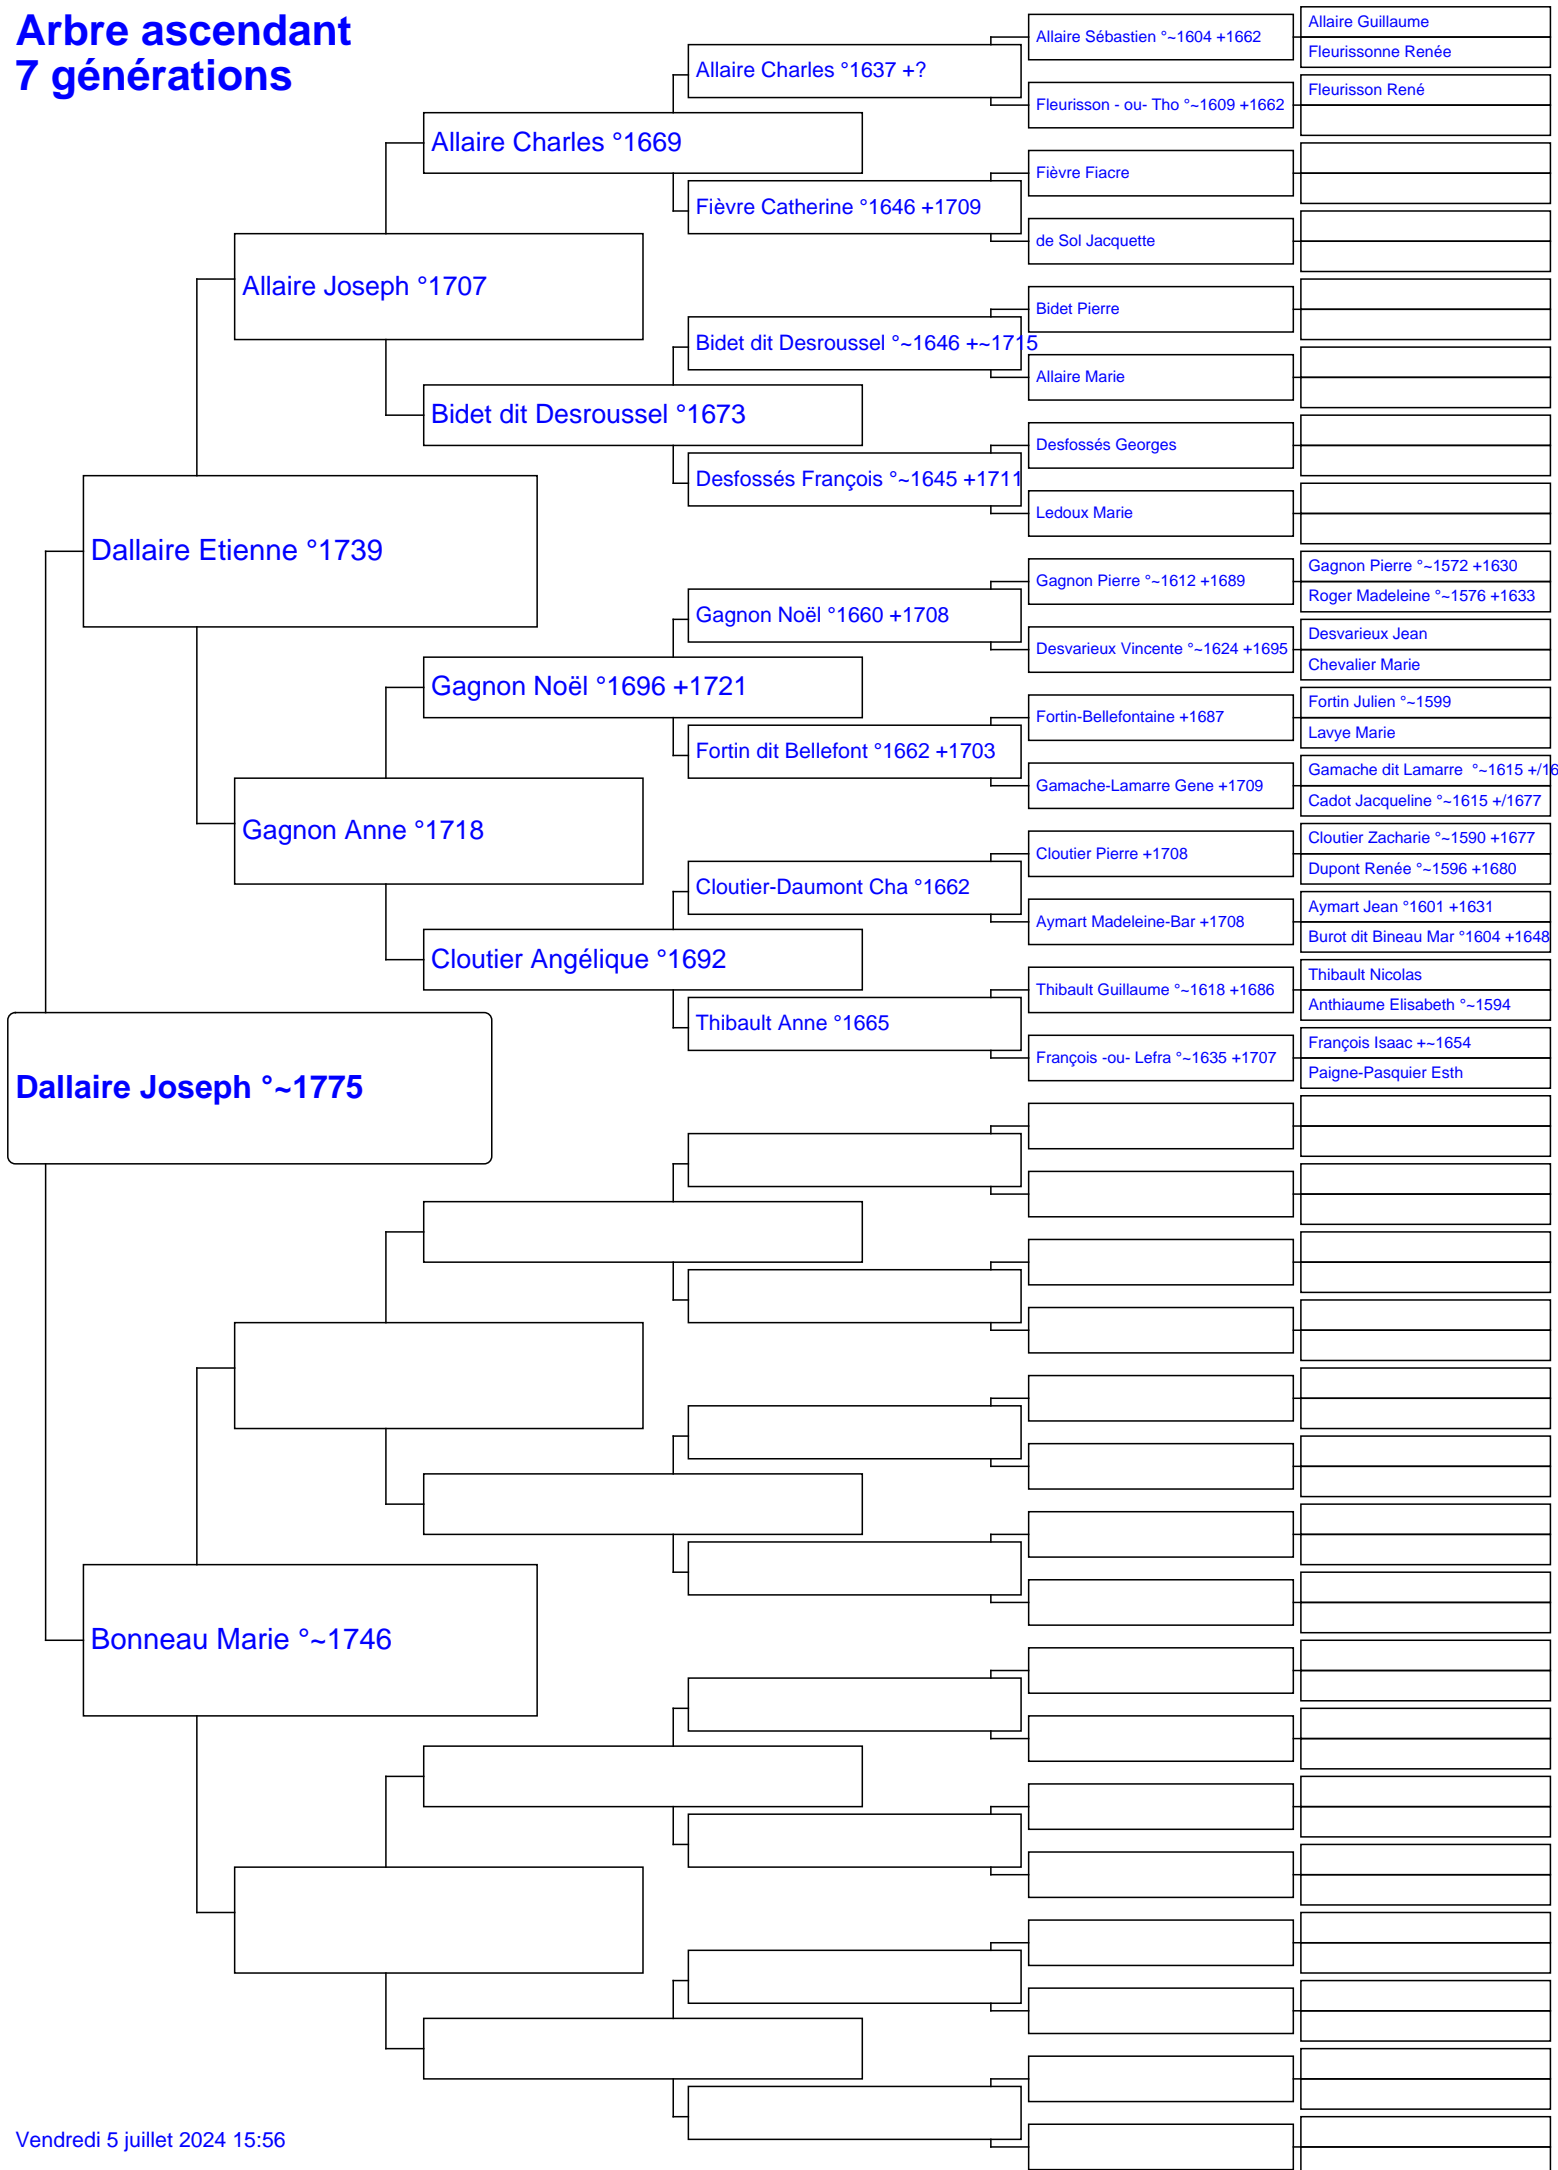 Arbre ascendant
7 générations
Allaire Guillaume
Allaire Sébastien °~1604 +1662
Fleurissonne Renée
Allaire Charles °1637 +?
Fleurisson René
Fleurisson - ou- Tho °~1609 +1662
Allaire Charles °1669
Fièvre Fiacre
Fièvre Catherine °1646 +1709
de Sol Jacquette
Allaire Joseph °1707
Bidet Pierre
Bidet dit Desroussel °~1646 +~1715
Allaire Marie
Bidet dit Desroussel °1673
Desfossés Georges
Desfossés François °~1645 +1711
Ledoux Marie
Dallaire Etienne °1739
Gagnon Pierre °~1572 +1630
Gagnon Pierre °~1612 +1689
Roger Madeleine °~1576 +1633
Gagnon Noël °1660 +1708
Desvarieux Jean
Desvarieux Vincente °~1624 +1695
Chevalier Marie
Gagnon Noël °1696 +1721
Fortin Julien °~1599
Fortin-Bellefontaine +1687
Lavye Marie
Fortin dit Bellefont °1662 +1703
Gamache dit Lamarre °~1615 +/16
Gamache-Lamarre Gene +1709
Cadot Jacqueline °~1615 +/1677
Gagnon Anne °1718
Cloutier Zacharie °~1590 +1677
Cloutier Pierre +1708
Dupont Renée °~1596 +1680
Cloutier-Daumont Cha °1662
Aymart Jean °1601 +1631
Aymart Madeleine-Bar +1708
Burot dit Bineau Mar °1604 +1648
Cloutier Angélique °1692
Thibault Nicolas
Thibault Guillaume °~1618 +1686
Anthiaume Elisabeth °~1594
Thibault Anne °1665
François Isaac +~1654
François -ou- Lefra °~1635 +1707
Paigne-Pasquier Esth
Dallaire Joseph °~1775
Bonneau Marie °~1746
Vendredi 5 juillet 2024 15:56